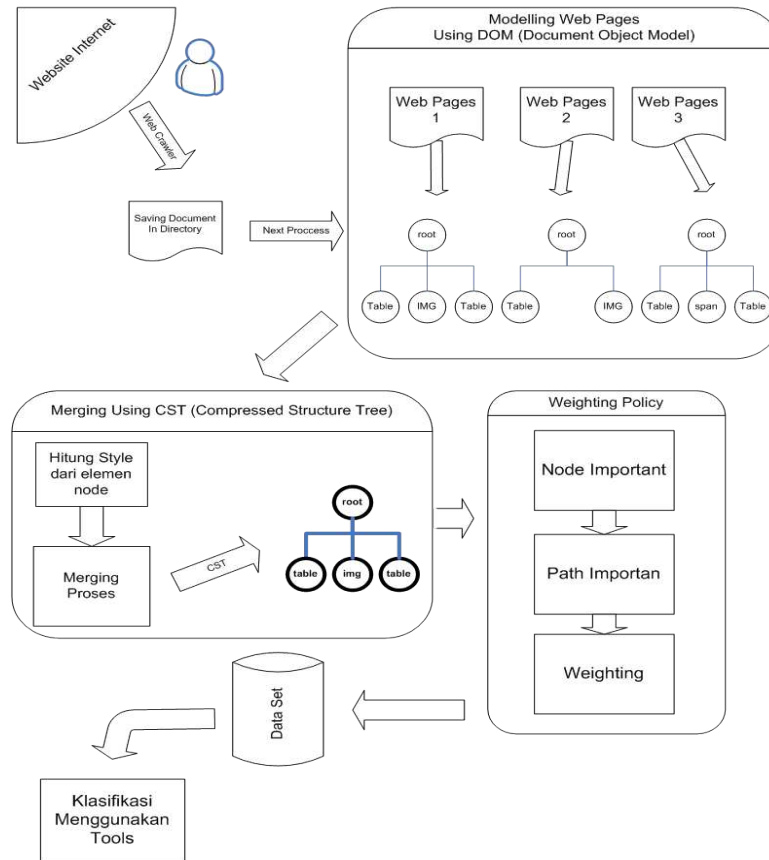 Website Internet
Web Crawler
Saving Document
In Directory
Next Proccess
Modelling Web Pages
Using DOM (Document Object Model)
Web Pages
1
Web Pages
2
Web Pages
3
root
root
root
Table
IMG
Table
Table
IMG
Table
span
Table
Merging Using CST (Compressed Structure Tree)
Hitung Style
dari elemen
node
Merging
Proses
CST
root
table
img
table
Weighting Policy
Node Important
Path Importan
Weighting
Data Set
Klasifikasi
Menggunakan
Tools